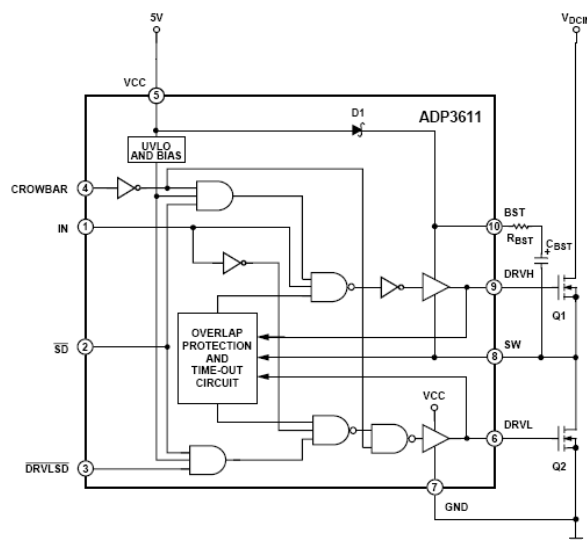 5V
VDCIN
VCC
5
D1
ADP3611
UVLO
AND BIAS
CROWBAR
4
IN
1
10
BST
RBST
+
CBST
DRVH
9
Q1
OVERLAP
PROTECTION
AND
TIME-OUT
CIRCUIT
SD
2
8
SW
VCC
DRVL
6
Q2
DRVLSD
3
7
GND